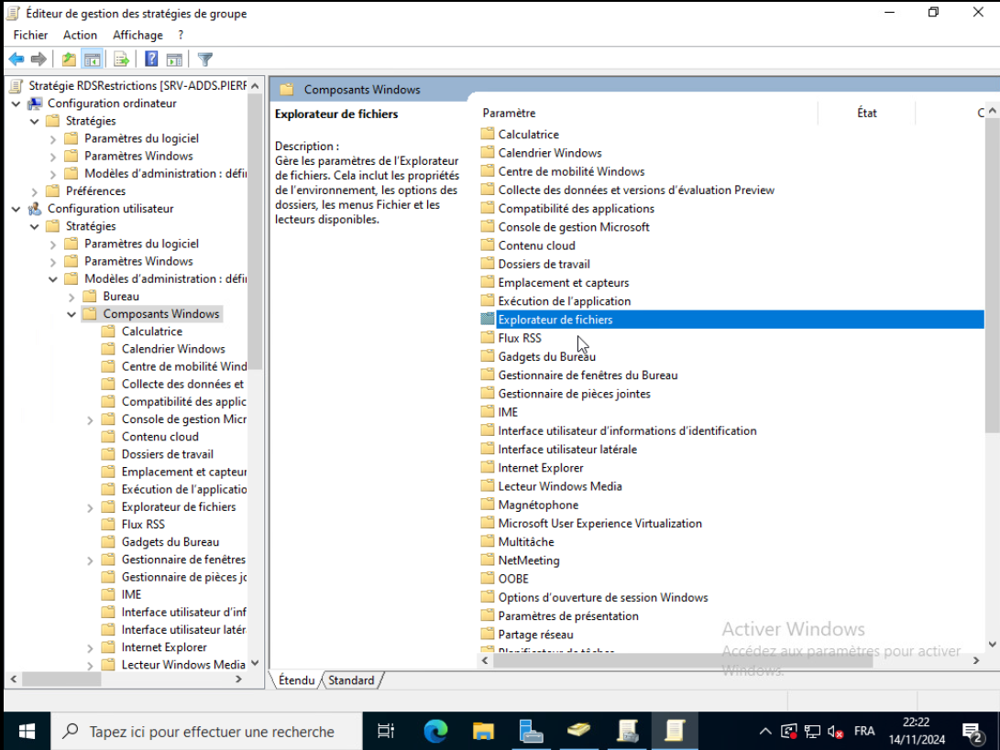 Éditeur de gestion des stratégies de groupe
Fichier Action Affichage ?
Stratégie RDSRestrictions [SRV-ADDS.PIERR
Configuration ordinateur
Stratégies
Paramètres du logiciel
Paramètres Windows
Modèles d'administration : défin
Préférences
Configuration utilisateur
Stratégies
Paramètres du logiciel
Paramètres Windows
Modèles d'administration : défin
Bureau
Composants Windows
Calculatrice
Calendrier Windows
Centre de mobilité Wind
Collecte des données et
Compatibilité des applic
Console de gestion Micr
Contenu cloud
Dossiers de travail
Emplacement et capteur
Exécution de l'applicatio
Explorateur de fichiers
Flux RSS
Gadgets du Bureau
Gestionnaire de fenêtres
Gestionnaire de pièces jo
IME
Interface utilisateur d'inf
Interface utilisateur latér
Internet Explorer
Lecteur Windows Media
Composants Windows
Explorateur de fichiers
Description :
Gère les paramètres de l'Explorateur
de fichiers. Cela inclut les propriétés
de l'environnement, les options des
dossiers, les menus Fichier et les
lecteurs disponibles.
Paramètre État C
Calculatrice
Calendrier Windows
Centre de mobilité Windows
Collecte des données et versions d'évaluation Preview
Compatibilité des applications
Console de gestion Microsoft
Contenu cloud
Dossiers de travail
Emplacement et capteurs
Exécution de l'application
Explorateur de fichiers
Flux RSS
Gadgets du Bureau
Gestionnaire de fenêtres du Bureau
Gestionnaire de pièces jointes
IME
Interface utilisateur d'informations d'identification
Interface utilisateur latérale
Internet Explorer
Lecteur Windows Media
Magnétophone
Microsoft User Experience Virtualization
Multitâche
NetMeeting
OOBE
Options d'ouverture de session Windows
Paramètres de présentation
Partage réseau
Planificateur de tâches
Activer Windows
Accédez aux paramètres pour activer
Windows.
Étendu Standard
Tapez ici pour effectuer une recherche
FRA
22:22
14/11/2024
2